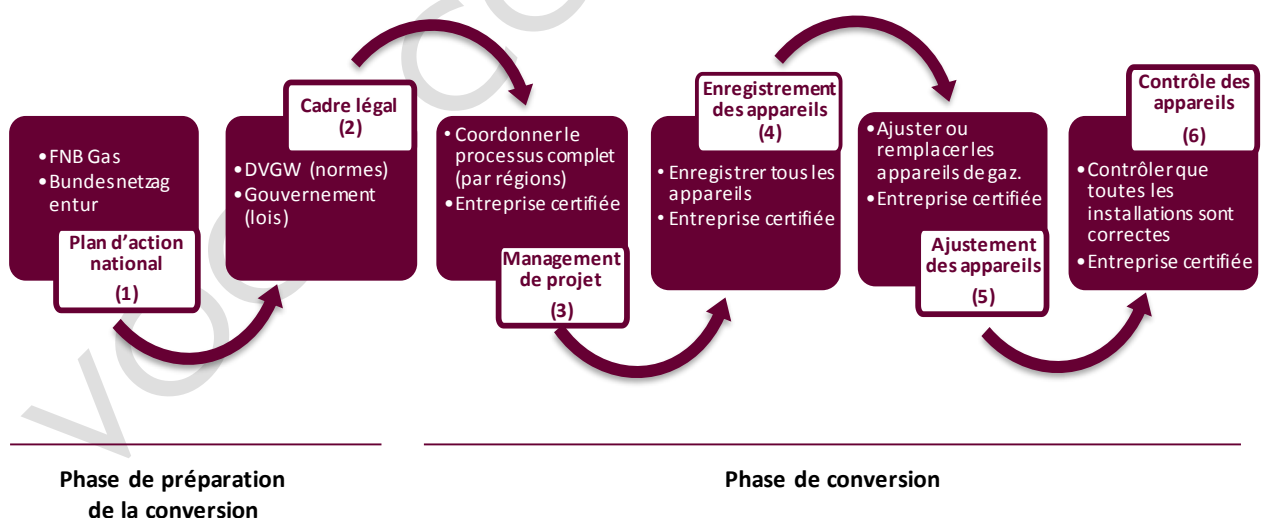 •FNB Gas
•Bundesnetzag
entur
Plan d'action
national
(1)
Cadre légal
(2)
•DVGW (normes)
•Gouvernement
(lois)
•Coordonner le
processus complet
(par régions)
•Entreprise certifiée
Management
de projet
(3)
Enregistrement
des appareils
(4)
•Enregistrer tous les
appareils
•Entreprise certifiée
•Ajuster ou
remplacer les
appareils de gaz.
•Entreprise certifiée
Ajustement
des appareils
(5)
Contrôle des
appareils
(6)
•Contrôler que
toutes les
installations sont
correctes
•Entreprise certifiée
Phase de préparation
de la conversion
Phase de conversion